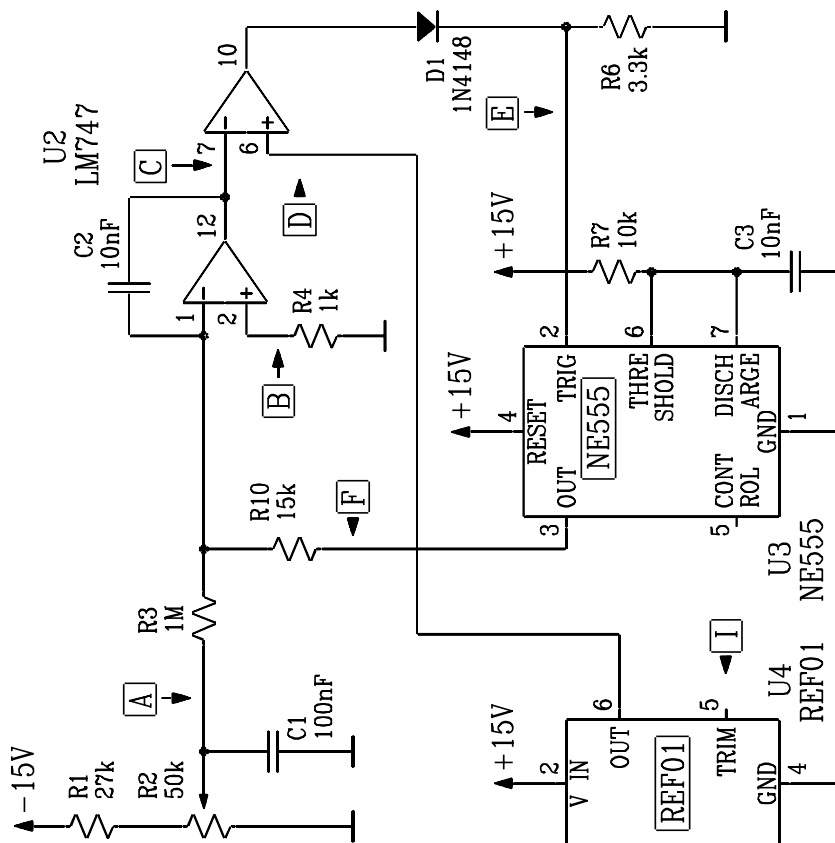 -15V
R1
27k
R2
50k
A
C1
100nF
R3
1M
R10
15k
F
C2
10nF
1
2
12
B
R4
1k
U2
LM747
C
7
6
10
D
D1
1N4148
E
R6
3.3k
+15V
R7
10k
C3
10nF
+15V
4
RESET
2
TRIG
6
THRE
SHOLD
7
DISCH
ARGE
NE555
OUT
3
CONT
ROL
5
GND
1
U3
NE555
+15V
2
V IN
OUT
6
REF01
TRIM
5
I
GND
4
U4
REF01